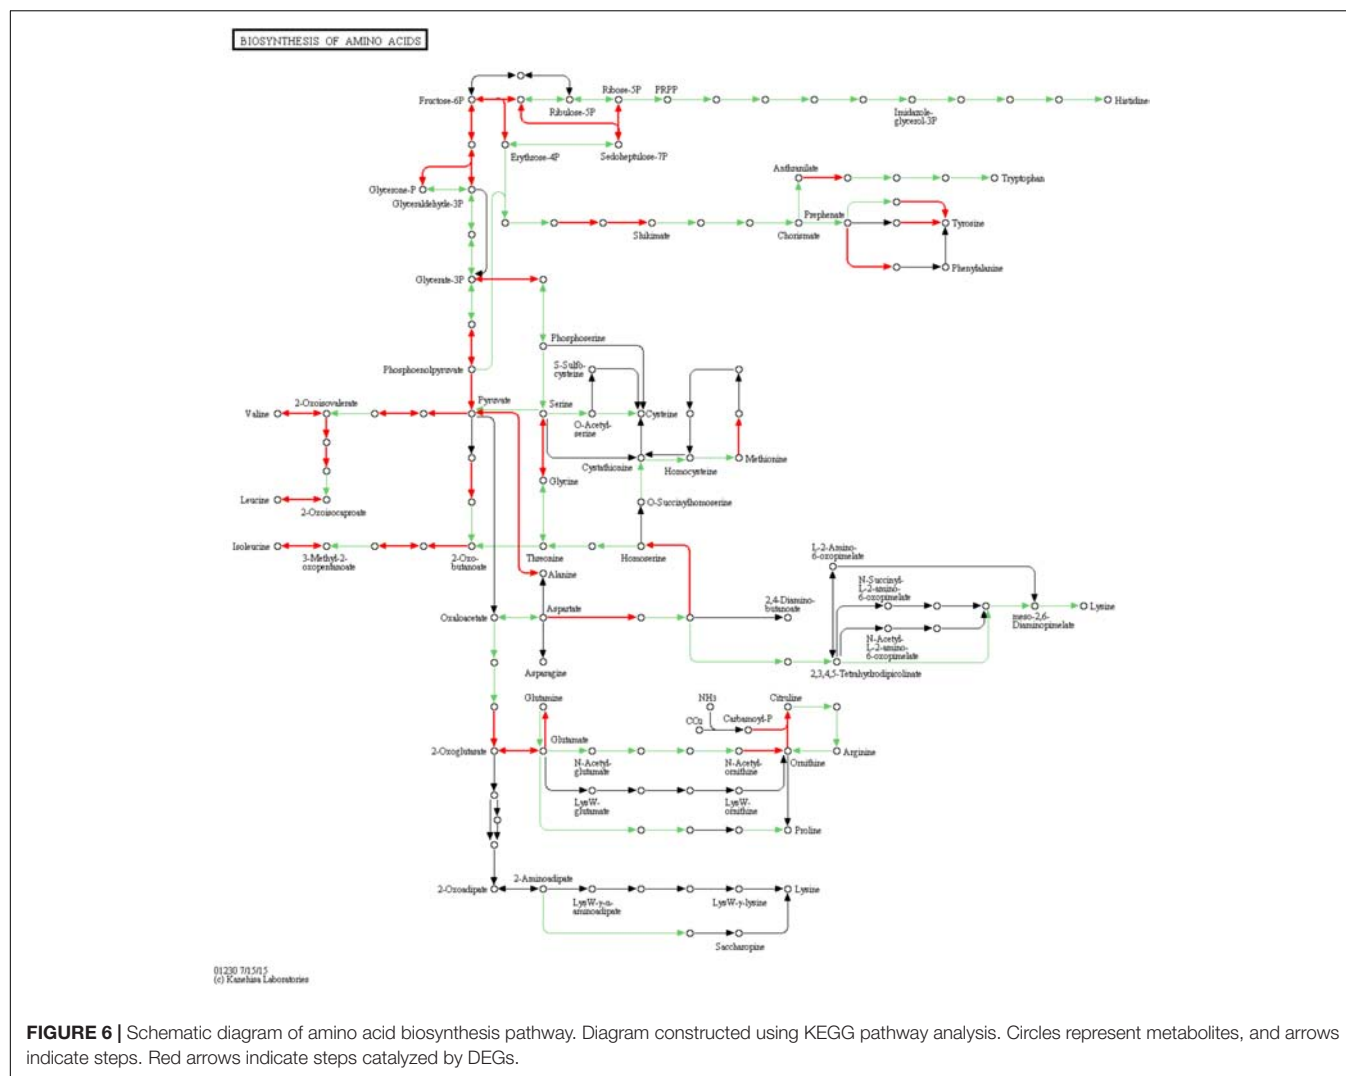 BIOSYNTHESIS OF AMINO ACIDS
Fructose-6P
Ribose-5P
PRPP
Ribulose-5P
Imidazole-
glycerol-3P
Histidine
Erythrose-4P
Sedoheptulose-7P
Glycerone-P
Glyceraldehyde-3P
Anthranilate
Tryptophan
Shikimate
Chorismate
Prephenate
Tyrosine
Phenylalanine
Glycerate-3P
Phosphoserine
Phosphoenolpyruvate
S-Sulfo-
cysteine
Valine
2-Oxoisovalerate
Pyruvate
Serine
O-Acetyl-
serine
Cysteine
Cystathionine
Homocysteine
Methionine
Glycine
Leucine
2-Oxoisocaproate
O-Succinylhomoserine
Isoleucine
3-Methyl-2-
oxopentanoate
2-Oxo-
butanoate
Threonine
Homoserine
Alanine
L-2-Amino-
6-oxopimelate
N-Succinyl-
L-2-amino-
6-oxopimelate
2,4-Diamino-
butanoate
Oxaloacetate
Aspartate
meso-2,6-
Diaminopimelate
Lysine
N-Acetyl-
L-2-amino-
6-oxopimelate
Asparagine
2,3,4,5-Tetrahydrodipicolinate
Glutamine
NH3
Citruline
CO2
Carbamoyl-P
2-Oxoglutarate
Glutamate
N-Acetyl-
glutamate
N-Acetyl-
ornithine
Ornithine
Arginine
LysW-
glutamate
LysW-
ornithine
Proline
2-Oxoadipate
2-Aminoadipate
LysW-γ-α-
aminoadipate
LysW-γ-lysine
Lysine
Saccharopine
01230 7/15/15
(c) Kanehisa Laboratories
FIGURE 6 | Schematic diagram of amino acid biosynthesis pathway. Diagram constructed using KEGG pathway analysis. Circles represent metabolites, and arrows
indicate steps. Red arrows indicate steps catalyzed by DEGs.